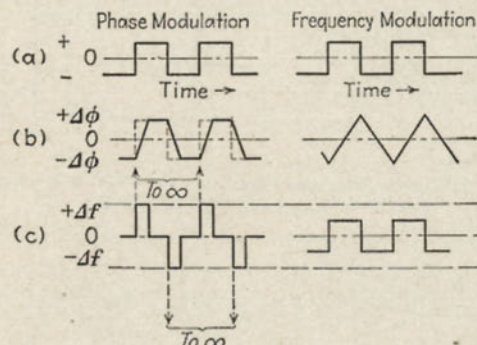 Phase Modulation Frequency Modulation
(a) + 0 -
Time → Time →
(b) +Δϕ 0 -Δϕ
To ∞
(c) +Δf 0 -Δf
To ∞